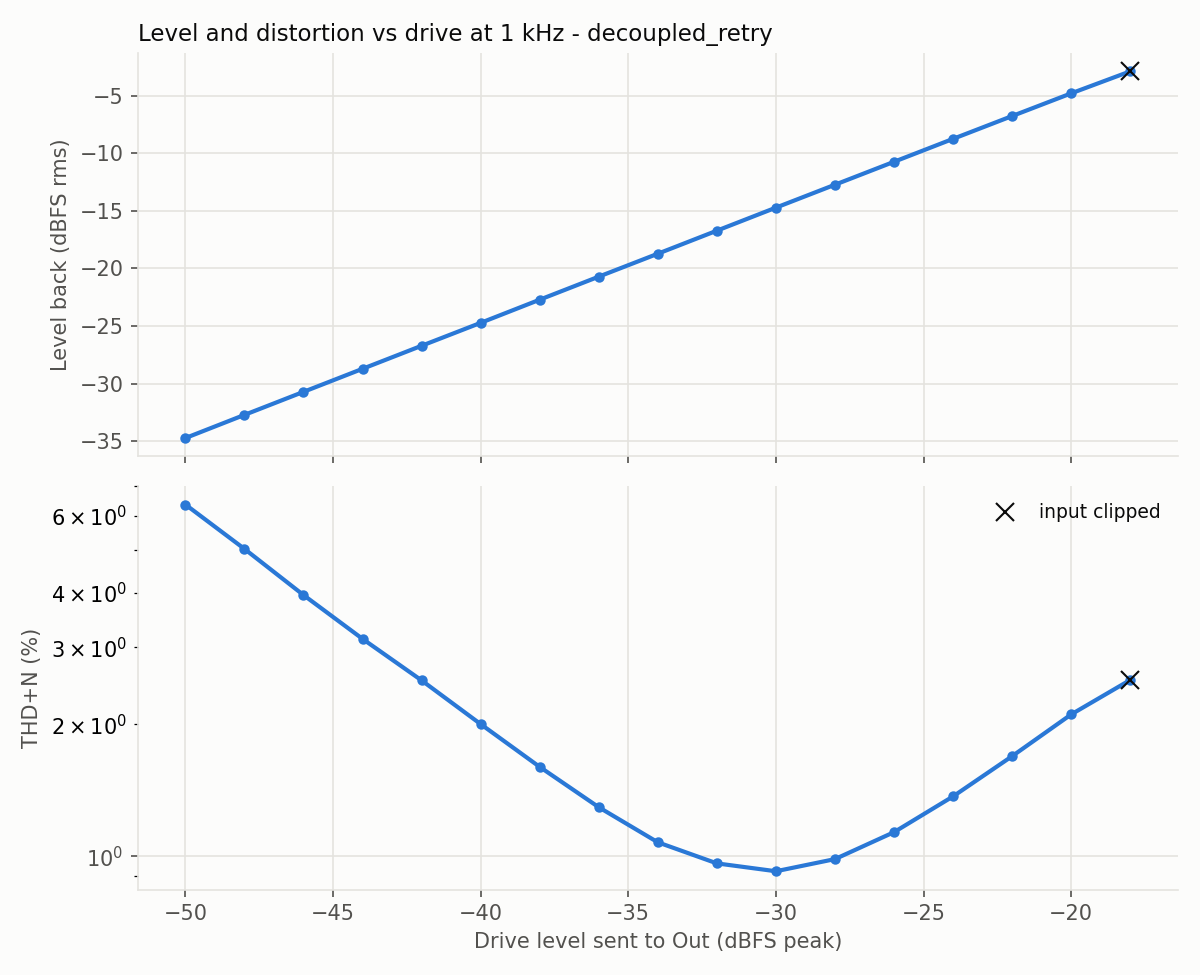 Level and distortion vs drive at 1 kHz - decoupled_retry
Level back (dBFS rms)
−5
−10
−15
−20
−25
−30
−35
THD+N (%)
6 × 10⁰
4 × 10⁰
3 × 10⁰
2 × 10⁰
10⁰
input clipped
−50 −45 −40 −35 −30 −25 −20
Drive level sent to Out (dBFS peak)